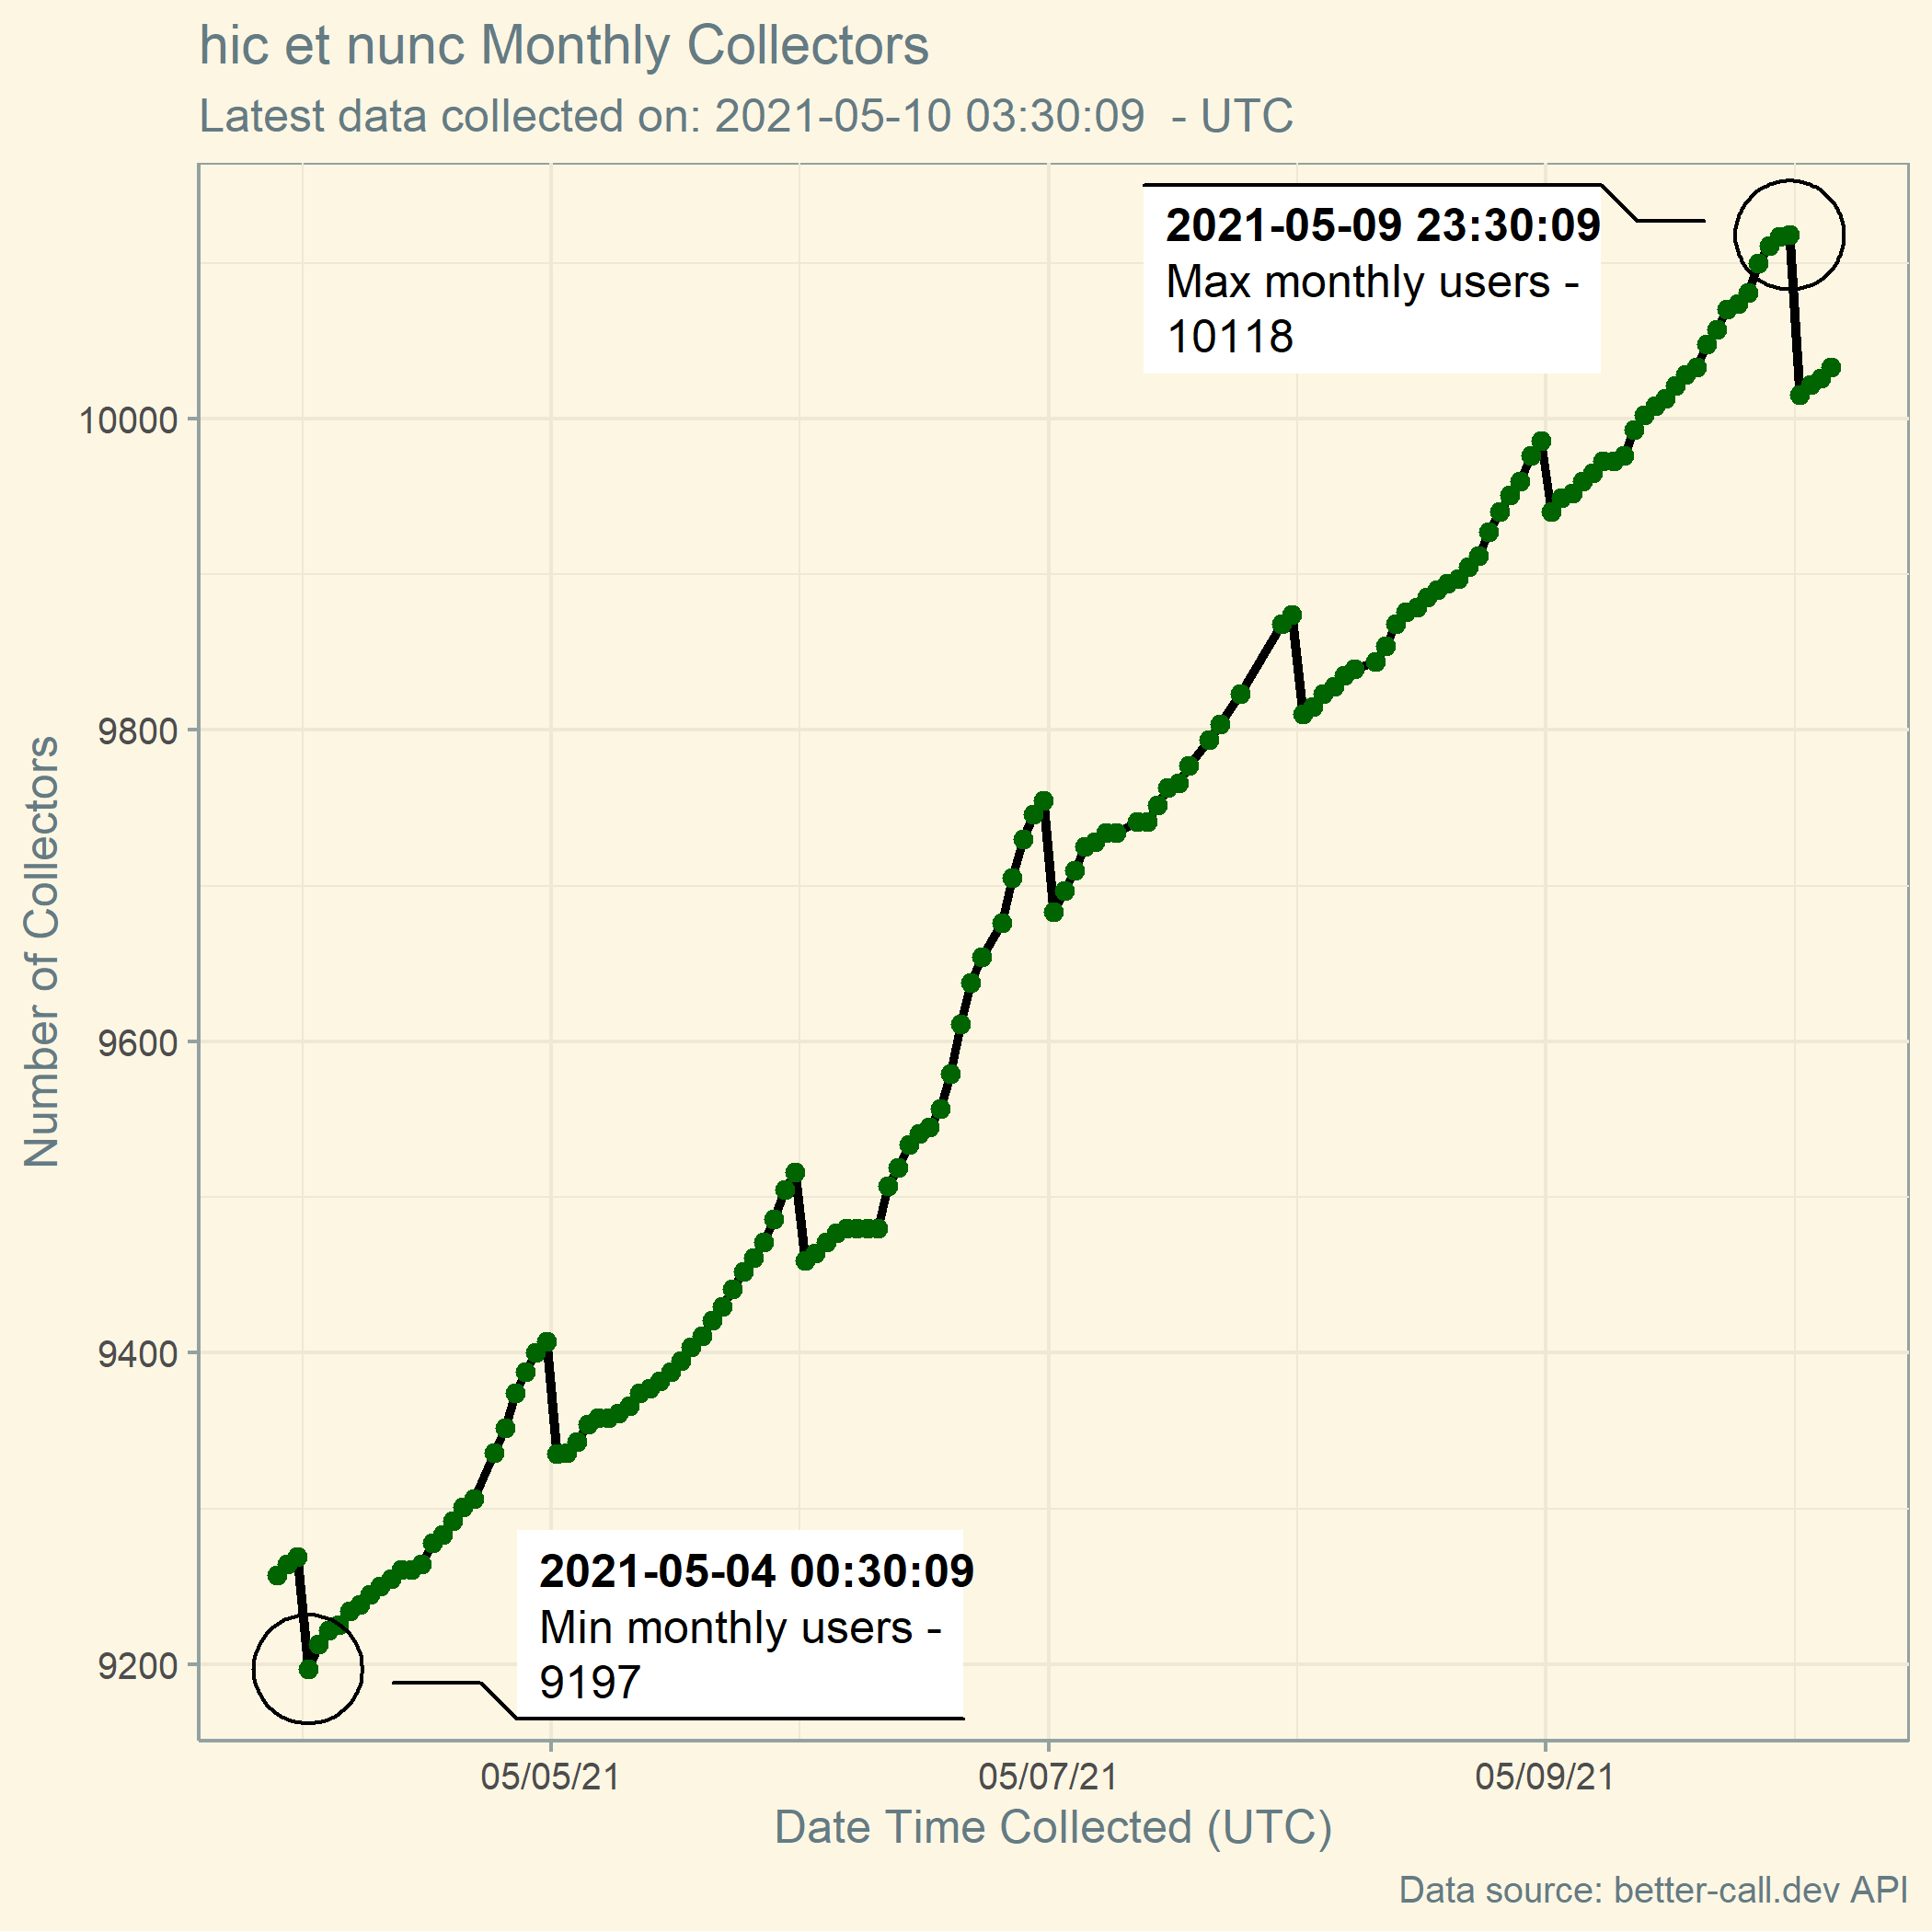 hic et nunc Monthly Collectors
Latest data collected on: 2021-05-10 03:30:09  - UTC
2021-05-09 23:30:09
Max monthly users -
10118
Number of Collectors
10000
9800
9600
9400
9200
2021-05-04 00:30:09
Min monthly users -
9197
05/05/21
05/07/21
05/09/21
Date Time Collected (UTC)
Data source: better-call.dev API